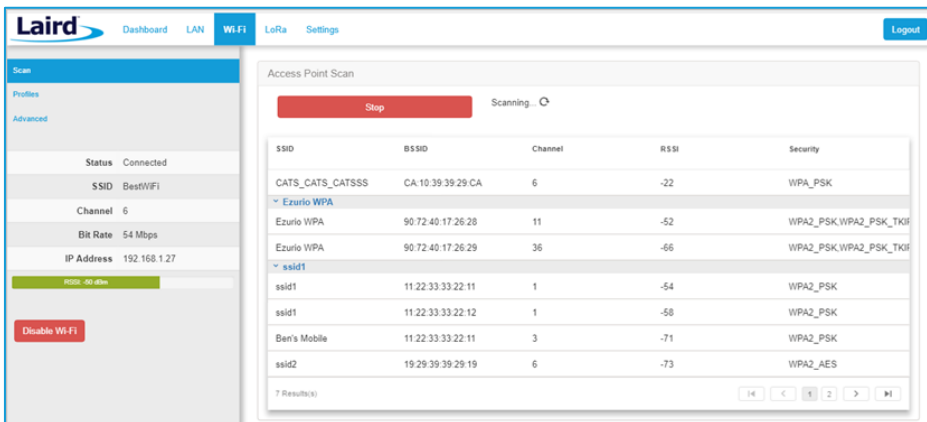 Laird
Dashboard LAN Wi-Fi LoRa Settings Logout
Scan
Profiles
Advanced
Status Connected
SSID BestWiFi
Channel 6
Bit Rate 54 Mbps
IP Address 192.168.1.27
RSSI: -50 dBm
Disable Wi-Fi
Access Point Scan
Stop Scanning...
SSID BSSID Channel RSSI Security
CATS_CATS_CATSSS CA:10:39:39:29:CA 6 -22 WPA_PSK
Ezurio WPA
Ezurio WPA 90:72:40:17:26:28 11 -52 WPA2_PSK,WPA2_PSK_TKIP
Ezurio WPA 90:72:40:17:26:29 36 -66 WPA2_PSK,WPA2_PSK_TKIP
ssid1
ssid1 11:22:33:33:22:11 1 -54 WPA2_PSK
ssid1 11:22:33:33:22:12 1 -58 WPA2_PSK
Ben's Mobile 11:22:33:33:22:11 3 -71 WPA2_PSK
ssid2 19:29:39:39:29:19 6 -73 WPA2_AES
7 Results(s) 1 2